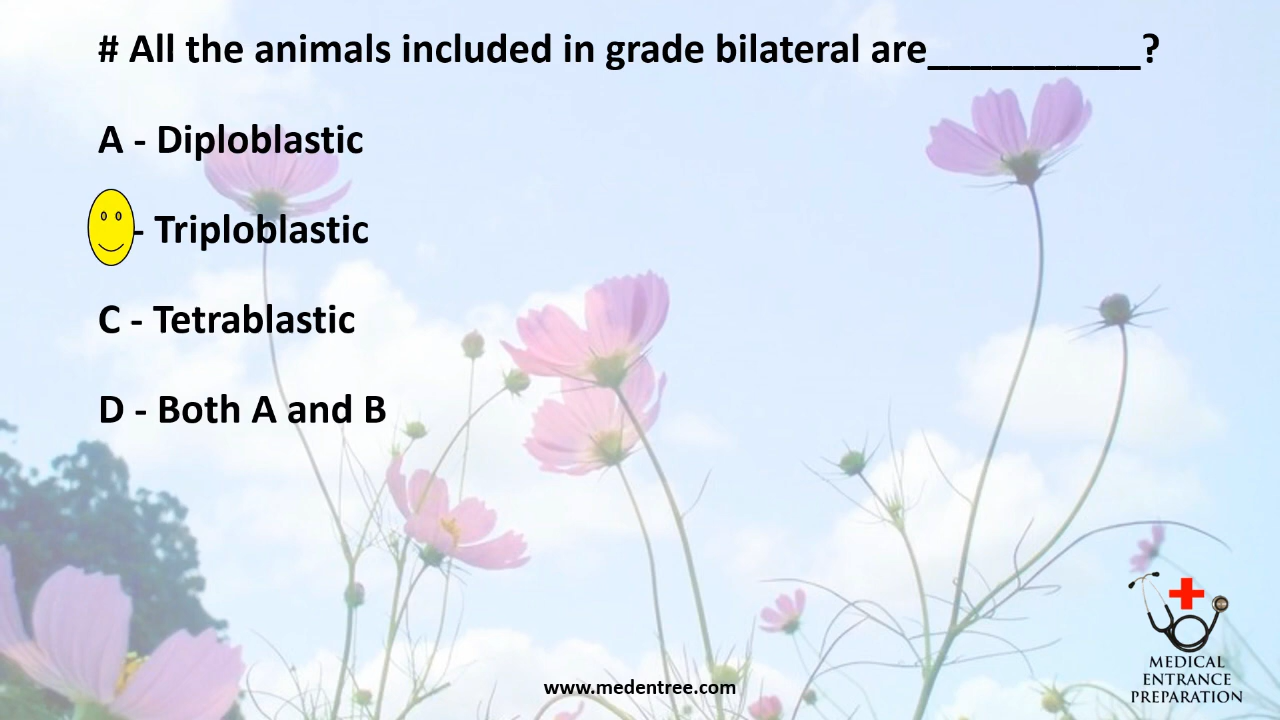 # All the animals included in grade bilateral are__________?
A - Diploblastic
- Triploblastic
C - Tetrablastic
D - Both A and B
www.medentree.com
MEDICAL
ENTRANCE
PREPARATION